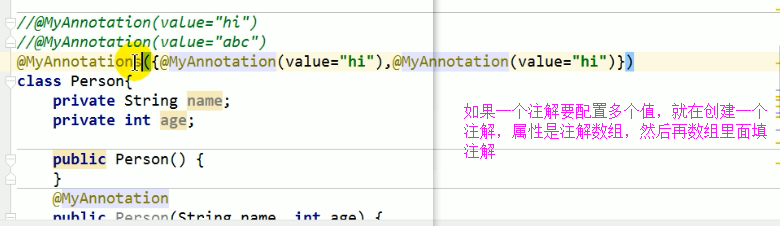 //@MyAnnotation(value="hi")
//@MyAnnotation(value="abc")
@MyAnnotations({@MyAnnotation(value="hi"),@MyAnnotation(value="hi")})
class Person{
private String name;
private int age;
public Person() {
}
@MyAnnotation
public Person(String name, int age) {
如果一个注解要配置多个值，就在创建一个
注解，属性是注解数组，然后再数组里面填
注解